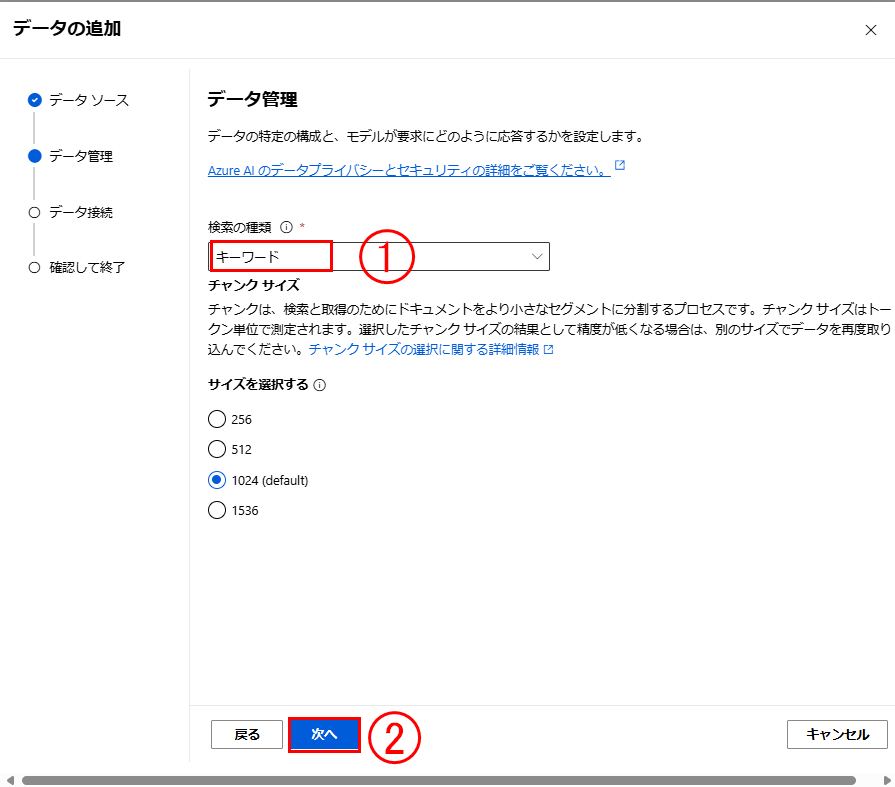 データの追加
データ ソース
データ管理
データ接続
確認して終了
データ管理
データの特定の構成と、モデルが要求にどのように応答するかを設定します。
Azure AI のデータプライバシーとセキュリティの詳細をご覧ください。
検索の種類 *
キーワード
①
チャンク サイズ
チャンクは、検索と取得のためにドキュメントをより小さなセグメントに分割するプロセスです。チャンク サイズはトー
クン単位で測定されます。選択したチャンク サイズの結果として精度が低くなる場合は、別のサイズでデータを再度取り
込んでください。チャンク サイズの選択に関する詳細情報
サイズを選択する
256
512
1024 (default)
1536
戻る
次へ
②
キャンセル